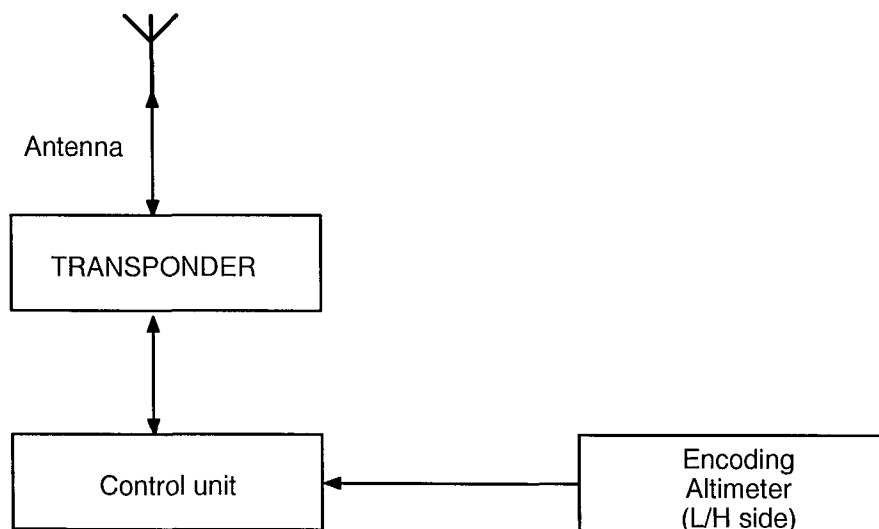 Antenna
TRANSPONDER
Control unit
Encoding
Altimeter
(L/H side)